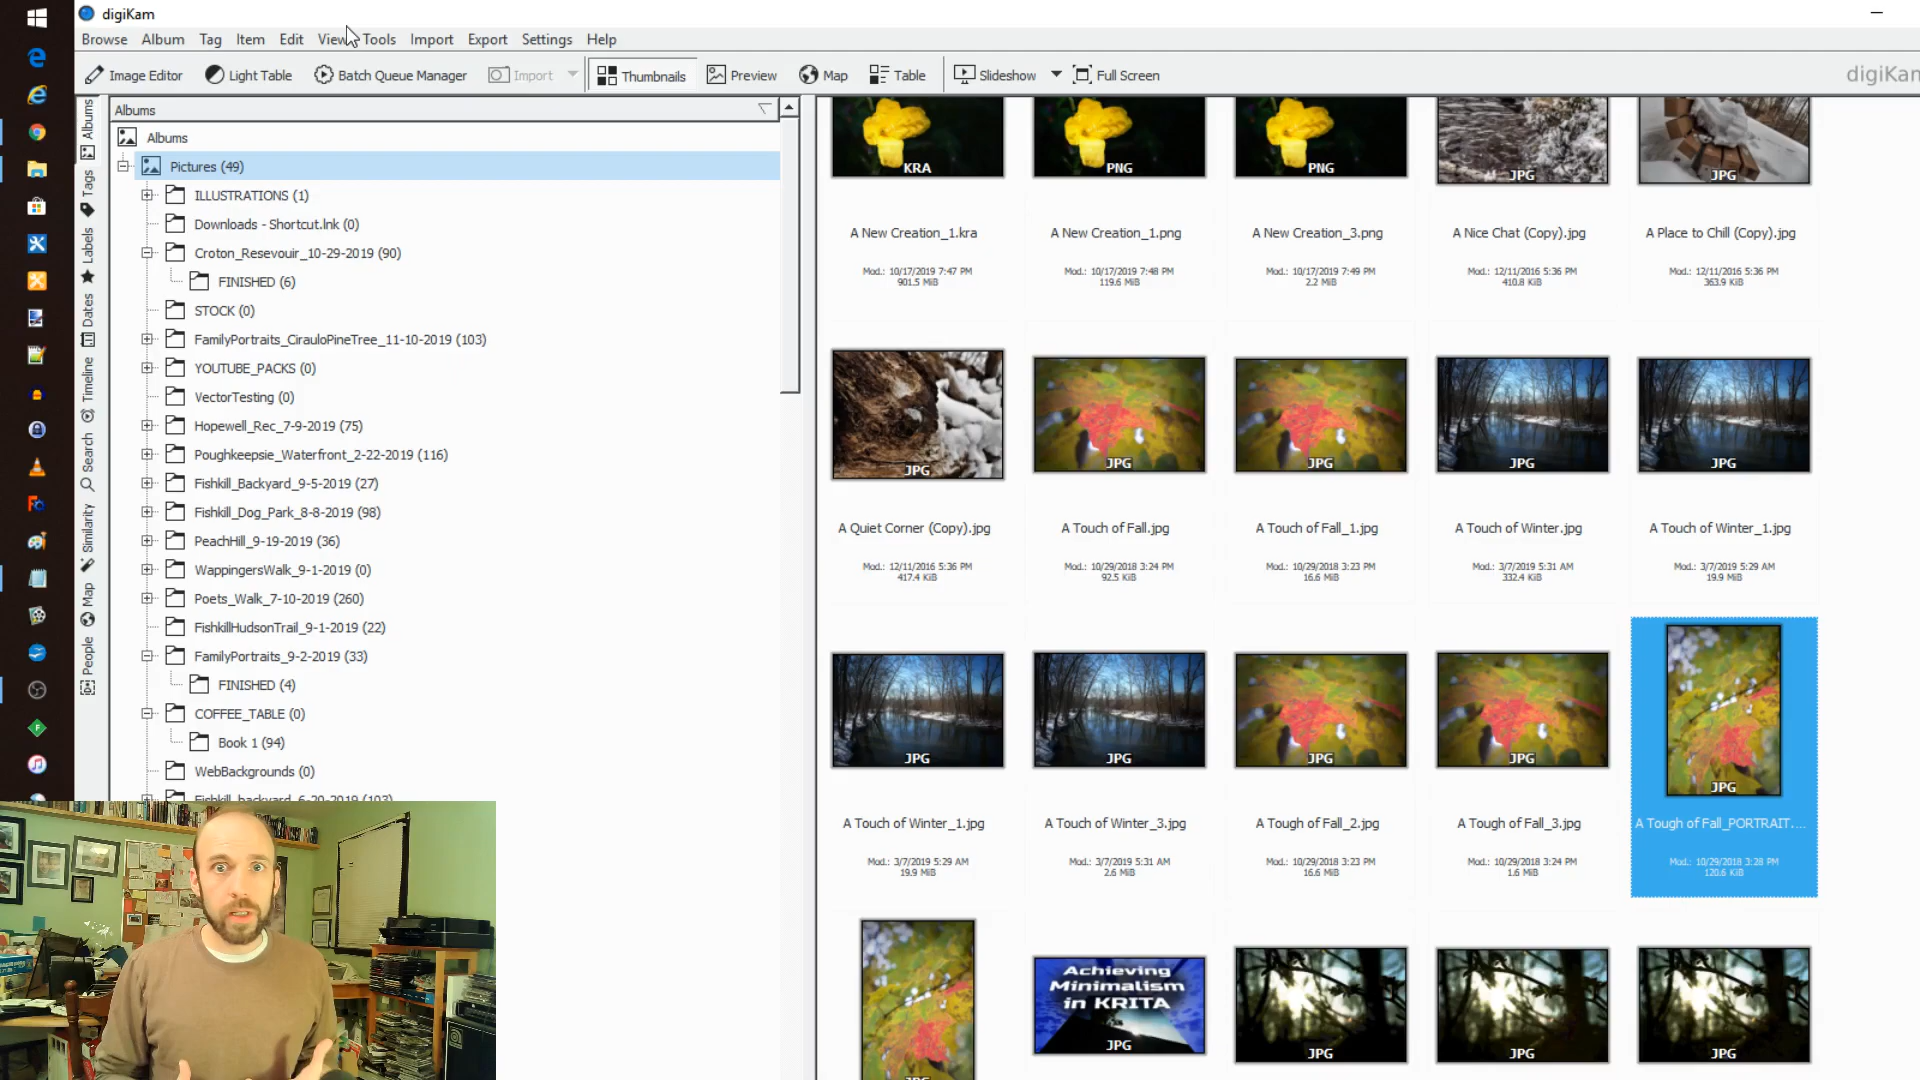 digiKam
Browse Album Tag Item Edit View Tools Import Export Settings Help
Image Editor Light Table Batch Queue Manager Import Thumbnails Preview Map Table Slideshow Full Screen
digiKam
Albums
Tags
Labels
Dates
Timeline
Search
Similarity
Map
People
Albums
Albums
Pictures (49)
ILLUSTRATIONS (1)
Downloads - Shortcut.lnk (0)
Croton_Resevouir_10-29-2019 (90)
FINISHED (6)
STOCK (0)
FamilyPortraits_CirauloPineTree_11-10-2019 (103)
YOUTUBE_PACKS (0)
VectorTesting (0)
Hopewell_Rec_7-9-2019 (75)
Poughkeepsie_Waterfront_2-22-2019 (116)
Fishkill_Backyard_9-5-2019 (27)
Fishkill_Dog_Park_8-8-2019 (98)
PeachHill_9-19-2019 (36)
WappingersWalk_9-1-2019 (0)
Poets_Walk_7-10-2019 (260)
FishkillHudsonTrail_9-1-2019 (22)
FamilyPortraits_9-2-2019 (33)
FINISHED (4)
COFFEE_TABLE (0)
Book 1 (94)
WebBackgrounds (0)
Fishkill_backyard_6-20-2019 (103)
KRA PNG PNG JPG JPG
A New Creation_1.kra A New Creation_1.png A New Creation_3.png A Nice Chat (Copy).jpg A Place to Chill (Copy).jpg
Mod.: 10/17/2019 7:47 PM Mod.: 10/17/2019 7:48 PM Mod.: 10/17/2019 7:49 PM Mod.: 12/11/2016 5:36 PM Mod.: 12/11/2016 5:36 PM
901.5 MiB 119.6 MiB 2.2 MiB 410.8 KiB 363.9 KiB
JPG JPG JPG JPG JPG
A Quiet Corner (Copy).jpg A Touch of Fall.jpg A Touch of Fall_1.jpg A Touch of Winter.jpg A Touch of Winter_1.jpg
Mod.: 12/11/2016 5:36 PM Mod.: 10/29/2018 3:24 PM Mod.: 10/29/2018 3:23 PM Mod.: 3/7/2019 5:31 AM Mod.: 3/7/2019 5:29 AM
417.4 KiB 92.5 KiB 16.6 MiB 332.4 KiB 19.9 MiB
JPG JPG JPG JPG JPG
A Touch of Winter_1.jpg A Touch of Winter_3.jpg A Tough of Fall_2.jpg A Tough of Fall_3.jpg A Tough of Fall_PORTRAIT....
Mod.: 3/7/2019 5:29 AM Mod.: 3/7/2019 5:31 AM Mod.: 10/29/2018 3:23 PM Mod.: 10/29/2018 3:24 PM Mod.: 10/29/2018 3:28 PM
19.9 MiB 2.6 MiB 16.6 MiB 1.6 MiB 120.6 KiB
Achieving
Minimalism
in KRITA
JPG JPG JPG JPG JPG